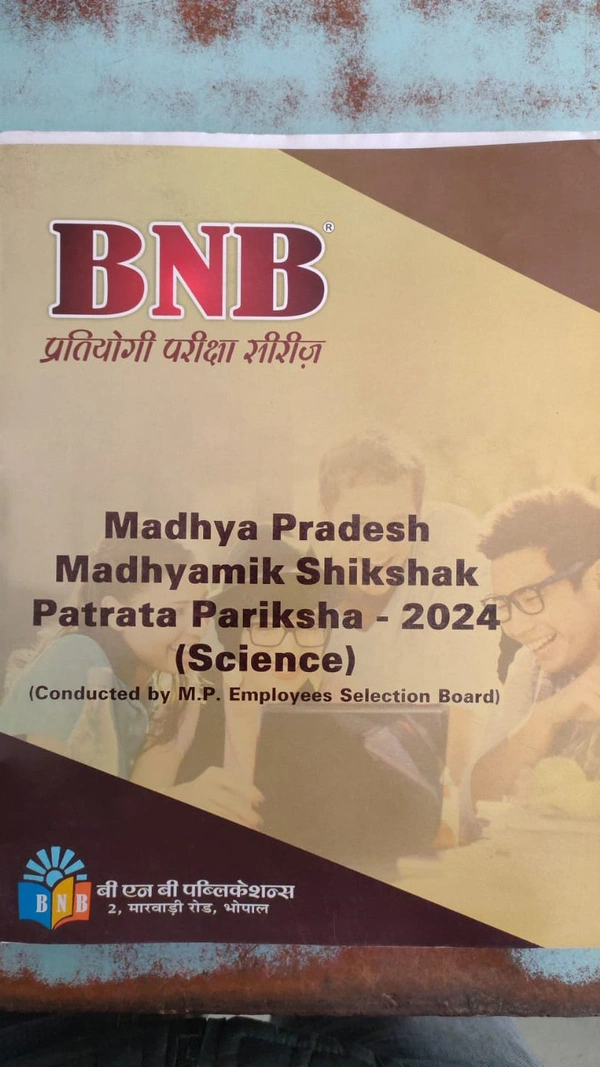 BNB®
प्रतियोगी परीक्षा सीरीज़
Madhya Pradesh
Madhyamik Shikshak
Patrata Pariksha - 2024
(Science)
(Conducted by M.P. Employees Selection Board)
BNB
बी एन बी पब्लिकेशन्स
2, मारवाड़ी रोड, भोपाल